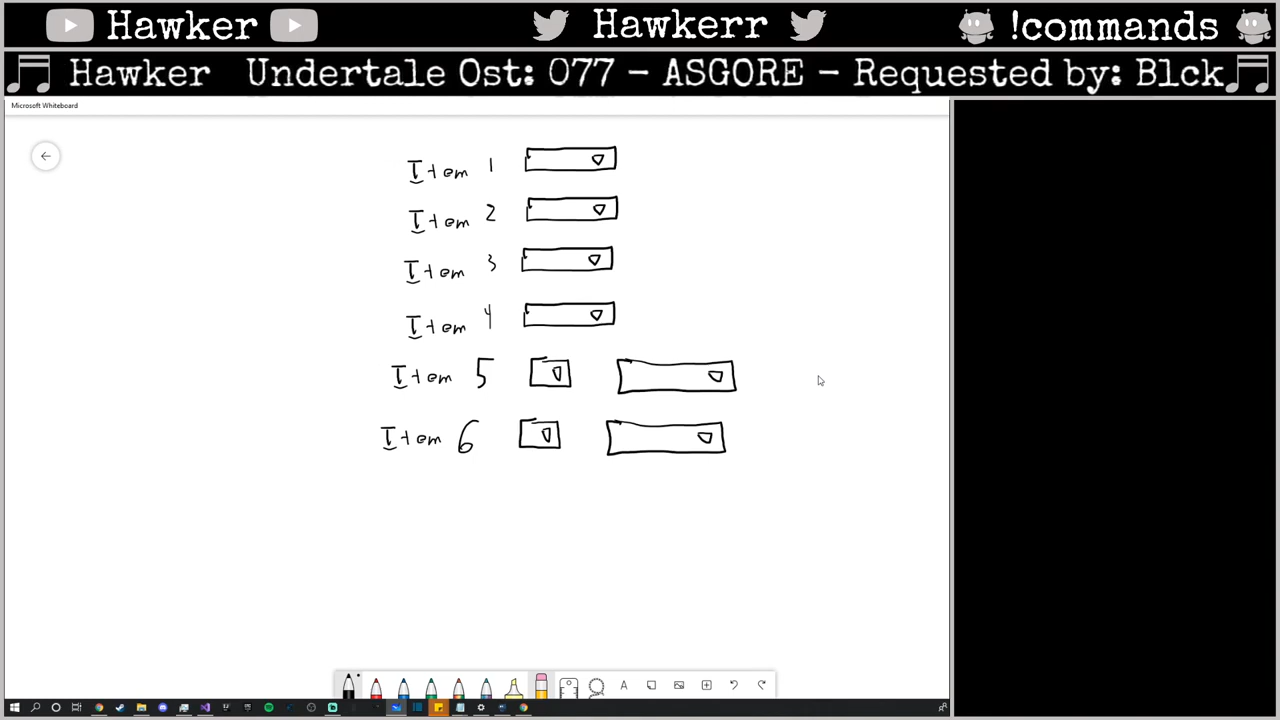 Hawker Hawkerr !commands
Hawker Undertale Ost: 077 - ASGORE - Requested by: Blck
Microsoft Whiteboard
Item 1
Item 2
Item 3
Item 4
Item 5
Item 6
A